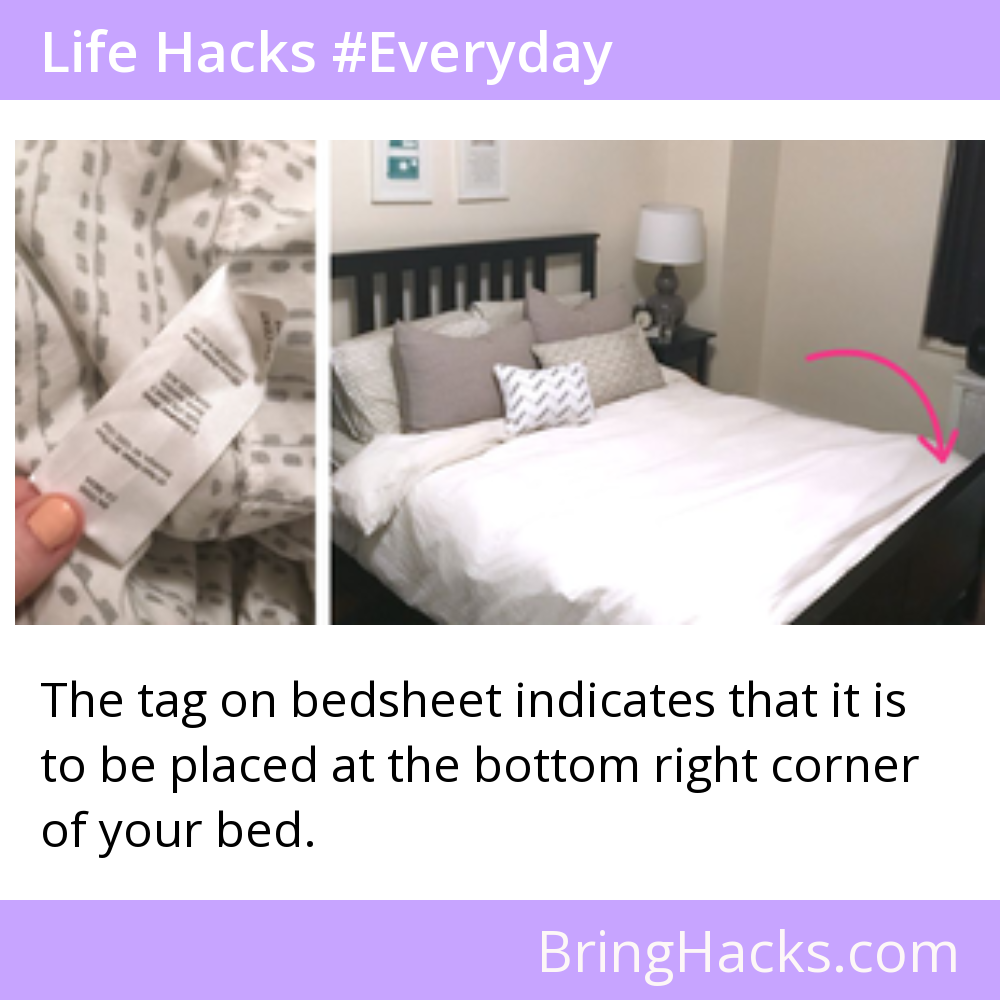 Life Hacks #Everyday
The tag on bedsheet indicates that it is
to be placed at the bottom right corner
of your bed.
BringHacks.com